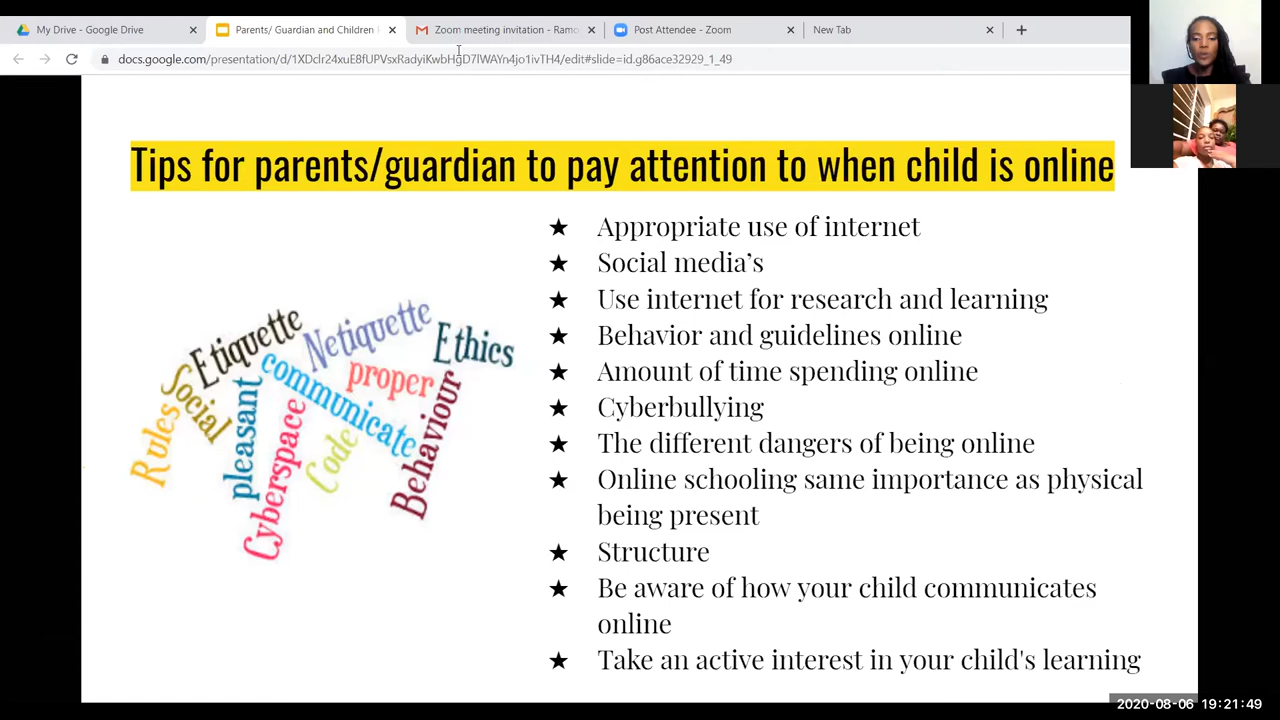 My Drive - Google Drive
Parents/ Guardian and Children
Zoom meeting invitation - Ramo
Post Attendee - Zoom
New Tab
Tips for parents/guardian to pay attention to when child is online
★ Appropriate use of internet
★ Social media’s
★ Use internet for research and learning
★ Behavior and guidelines online
★ Amount of time spending online
★ Cyberbullying
★ The different dangers of being online
★ Online schooling same importance as physical
being present
★ Structure
★ Be aware of how your child communicates
online
★ Take an active interest in your child's learning
Etiquette
Netiquette
Ethics
Social
communicate
proper
Rules
pleasant
Cyberspace
Code
Behaviour
2020-08-06 19:21:49